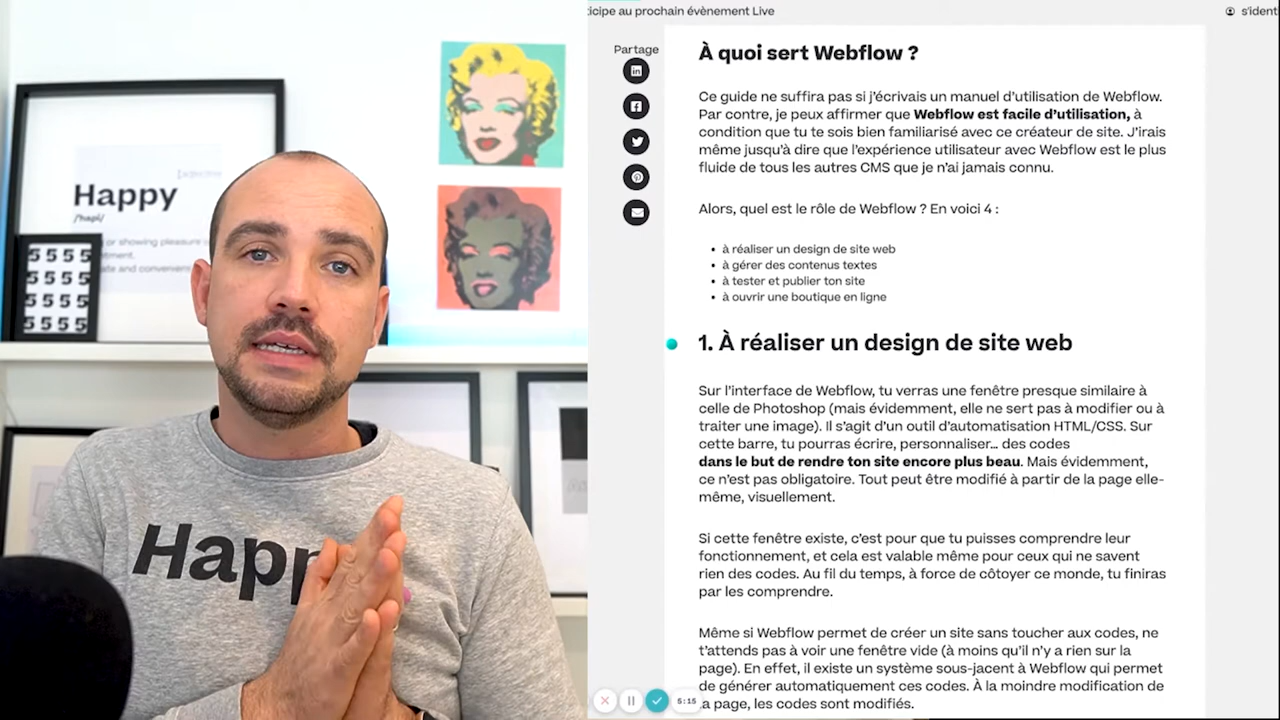 ticipe au prochain évènement Live
s'ident
Partage
À quoi sert Webflow ?
Ce guide ne suffira pas si j'écrivais un manuel d'utilisation de Webflow.
Par contre, je peux affirmer que Webflow est facile d'utilisation, à
condition que tu te sois bien familiarisé avec ce créateur de site. J'irais
même jusqu'à dire que l'expérience utilisateur avec Webflow est le plus
fluide de tous les autres CMS que je n'ai jamais connu.
Alors, quel est le rôle de Webflow ? En voici 4 :
• à réaliser un design de site web
• à gérer des contenus textes
• à tester et publier ton site
• à ouvrir une boutique en ligne
1. À réaliser un design de site web
Sur l'interface de Webflow, tu verras une fenêtre presque similaire à
celle de Photoshop (mais évidemment, elle ne sert pas à modifier ou à
traiter une image). Il s'agit d'un outil d'automatisation HTML/CSS. Sur
cette barre, tu pourras écrire, personnaliser... des codes
dans le but de rendre ton site encore plus beau. Mais évidemment,
ce n'est pas obligatoire. Tout peut être modifié à partir de la page elle-
même, visuellement.
Si cette fenêtre existe, c'est pour que tu puisses comprendre leur
fonctionnement, et cela est valable même pour ceux qui ne savent
rien des codes. Au fil du temps, à force de côtoyer ce monde, tu finiras
par les comprendre.
Même si Webflow permet de créer un site sans toucher aux codes, ne
t'attends pas à voir une fenêtre vide (à moins qu'il n'y a rien sur la
page). En effet, il existe un système sous-jacent à Webflow qui permet
de générer automatiquement ces codes. À la moindre modification de
la page, les codes sont modifiés.
5:15
[adjective]
Happy
/'hapi/
or showing pleasure
ate and convenient
5555
5555
5555
5555
Happ